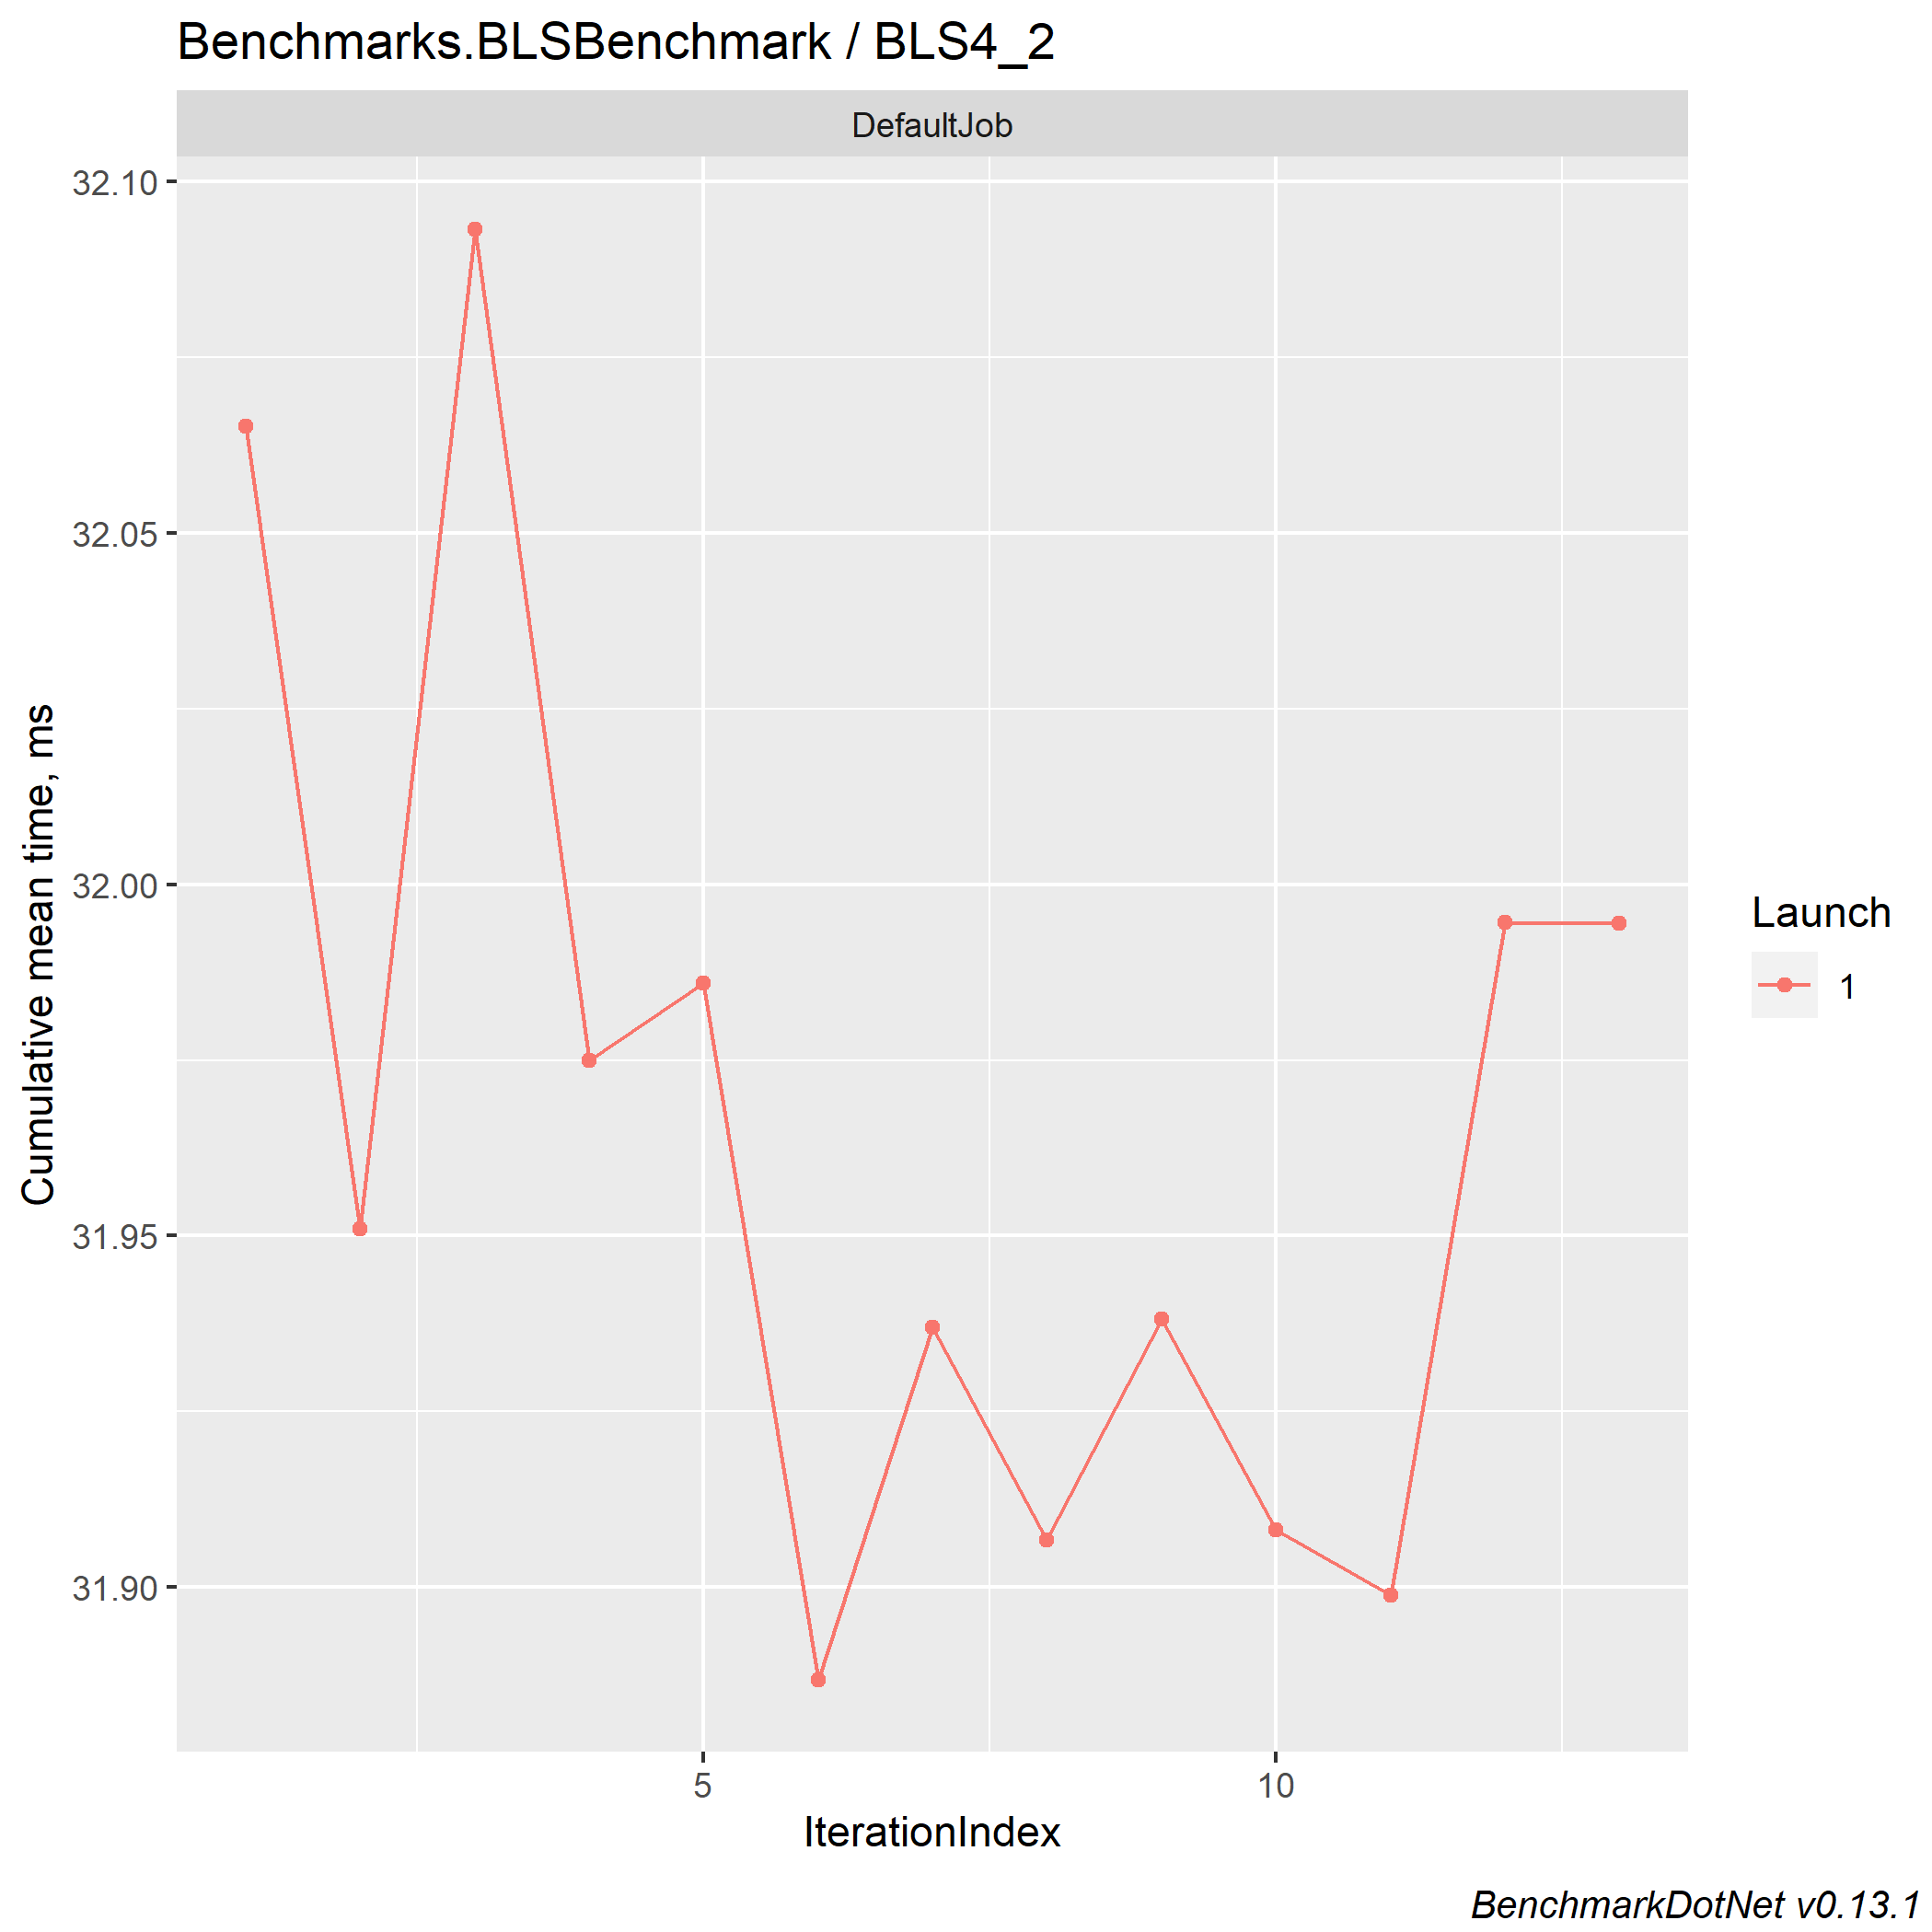 Benchmarks.BLSBenchmark / BLS4_2
DefaultJob
32.10
32.05
32.00
31.95
31.90
Cumulative mean time, ms
5
10
IterationIndex
Launch
1
BenchmarkDotNet v0.13.1